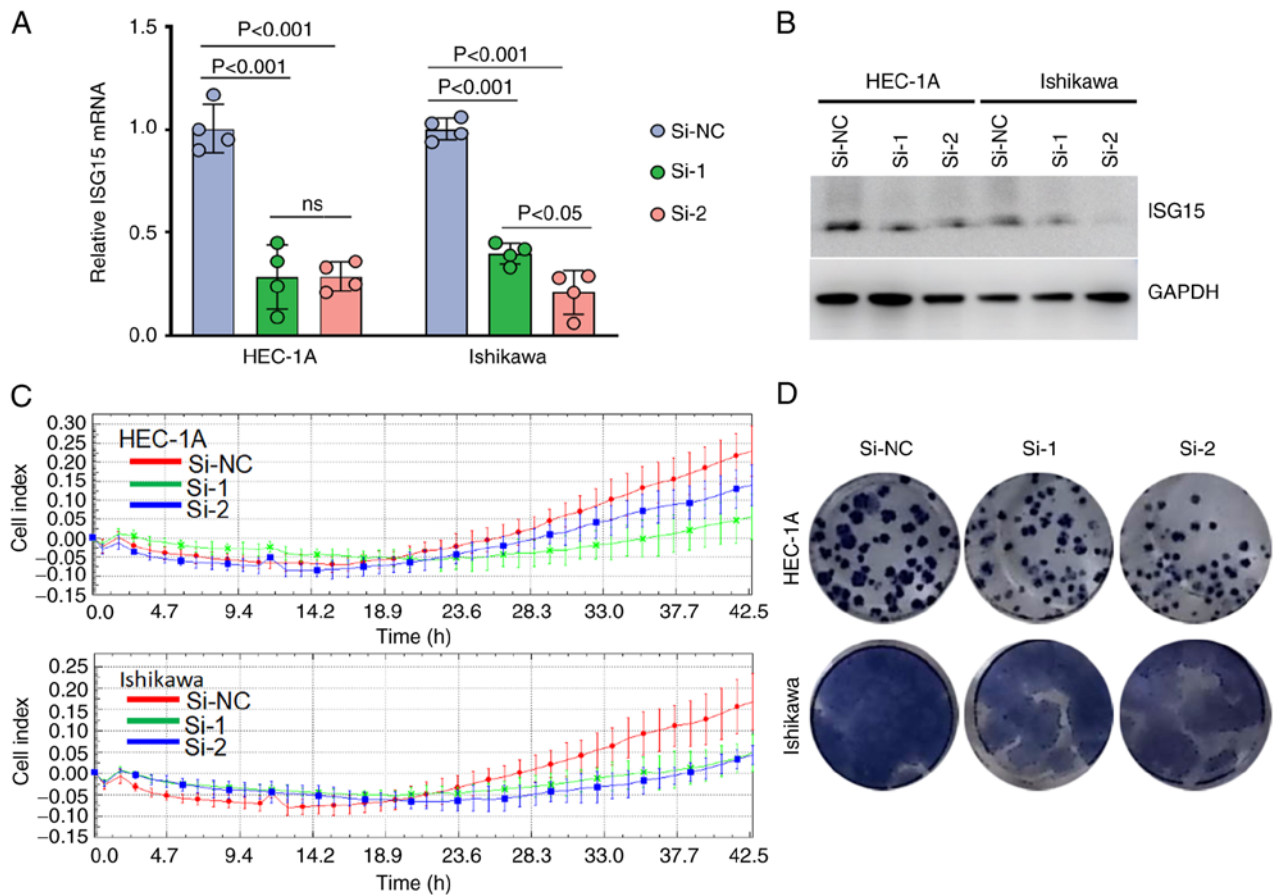 A
1.5
1.0
0.5
0.0
Relative ISG15 mRNA
P<0.001
P<0.001
ns
P<0.001
P<0.001
P<0.05
HEC-1A
Ishikawa
Si-NC
Si-1
Si-2
B
HEC-1A
Ishikawa
Si-NC
Si-1
Si-2
Si-NC
Si-1
Si-2
ISG15
GAPDH
C
Cell index
0.30
0.25
0.20
0.15
0.10
0.05
0.00
−0.05
−0.10
−0.15
HEC-1A
Si-NC
Si-1
Si-2
0.0 4.7 9.4 14.2 18.9 23.6 28.3 33.0 37.7 42.5
Time (h)
Cell index
0.25
0.20
0.15
0.10
0.05
0.00
−0.05
−0.10
−0.15
Ishikawa
Si-NC
Si-1
Si-2
0.0 4.7 9.4 14.2 18.9 23.6 28.3 33.0 37.7 42.5
Time (h)
D
Si-NC Si-1 Si-2
HEC-1A
Ishikawa